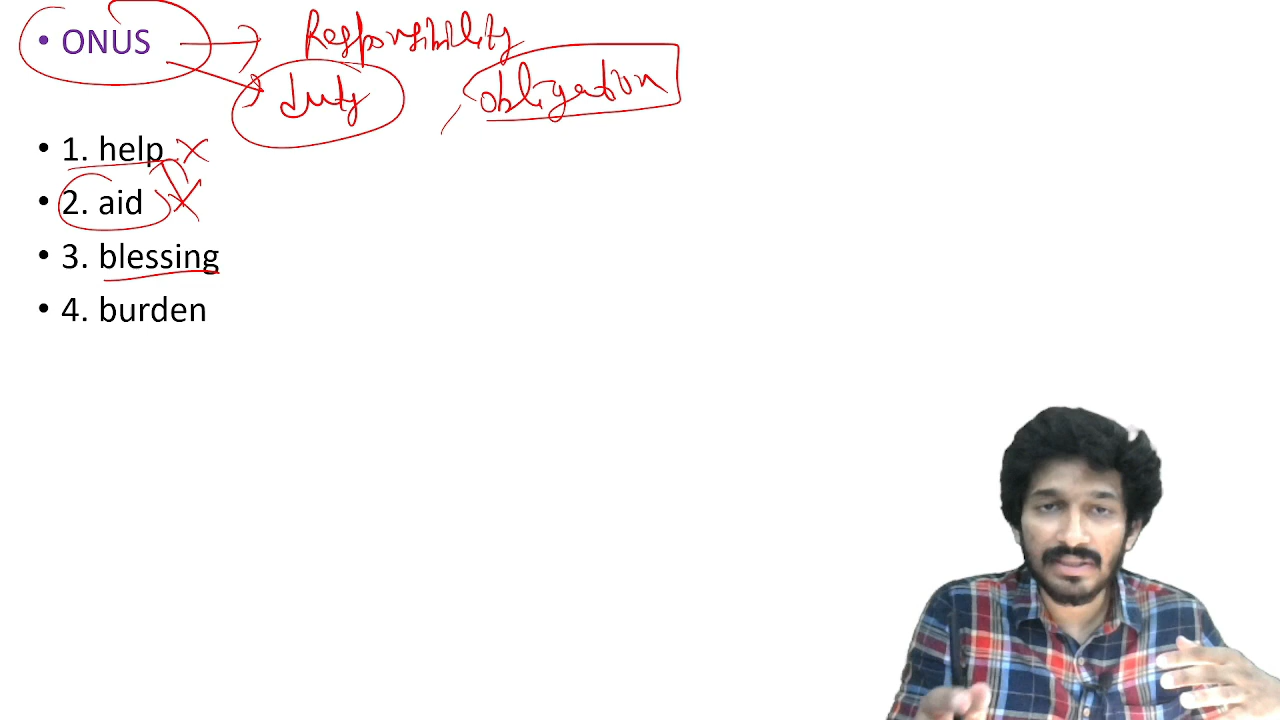 • ONUS Responsibility
duty obligation
• 1. help
• 2. aid
• 3. blessing
• 4. burden